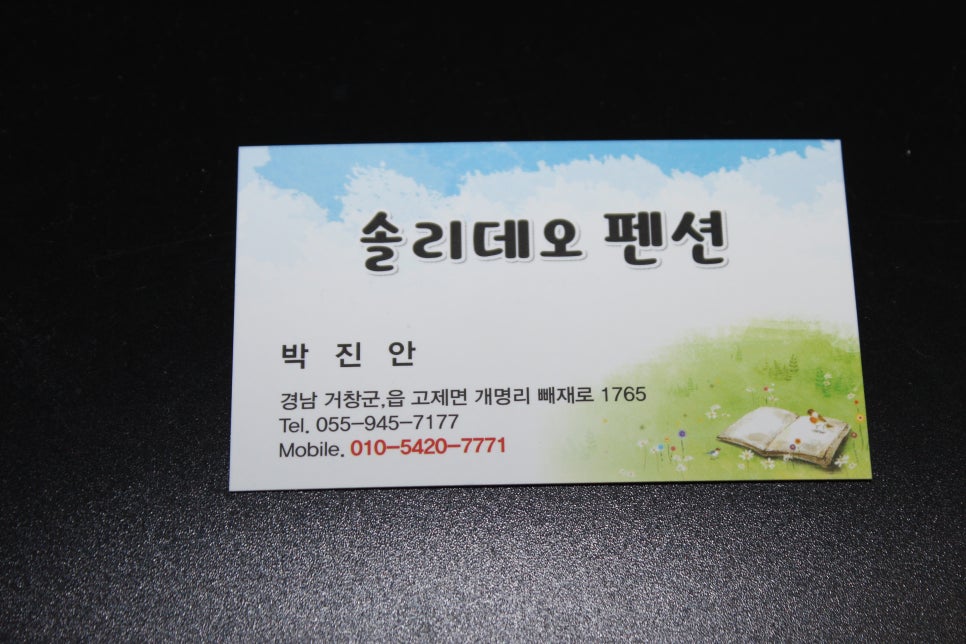 솔리데오 펜션
박 진 안
경남 거창군,읍 고제면 개명리 빼재로 1765
Tel. 055-945-7177
Mobile. 010-5420-7771